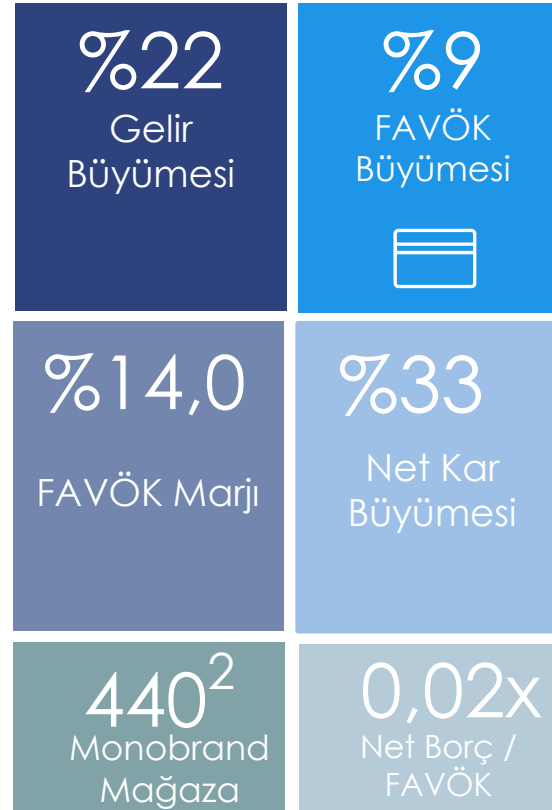 %22
Gelir
Büyümesi
%9
FAVÖK
Büyümesi
%14,0
FAVÖK Marjı
%33
Net Kar
Büyümesi
440²
Monobrand
Mağaza
0,02x
Net Borç /
FAVÖK